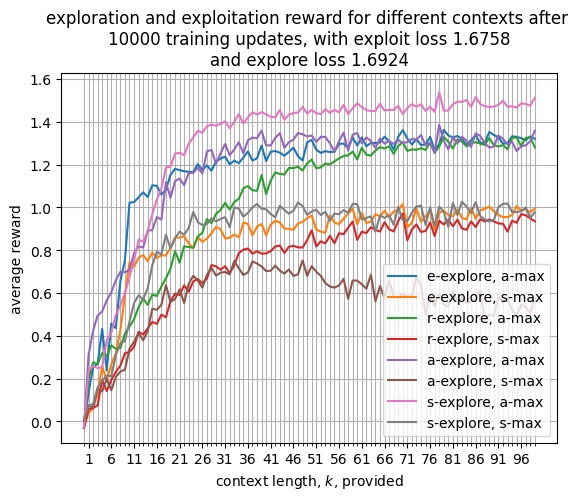 exploration and exploitation reward for different contexts after
10000 training updates, with exploit loss 1.6758
and explore loss 1.6924
1.6
1.4
1.2
1.0
0.8
0.6
0.4
0.2
0.0
average reward
e-explore, a-max
e-explore, s-max
r-explore, a-max
r-explore, s-max
a-explore, a-max
a-explore, s-max
s-explore, a-max
s-explore, s-max
1 6 11 16 21 26 31 36 41 46 51 56 61 66 71 76 81 86 91 96
context length, k, provided